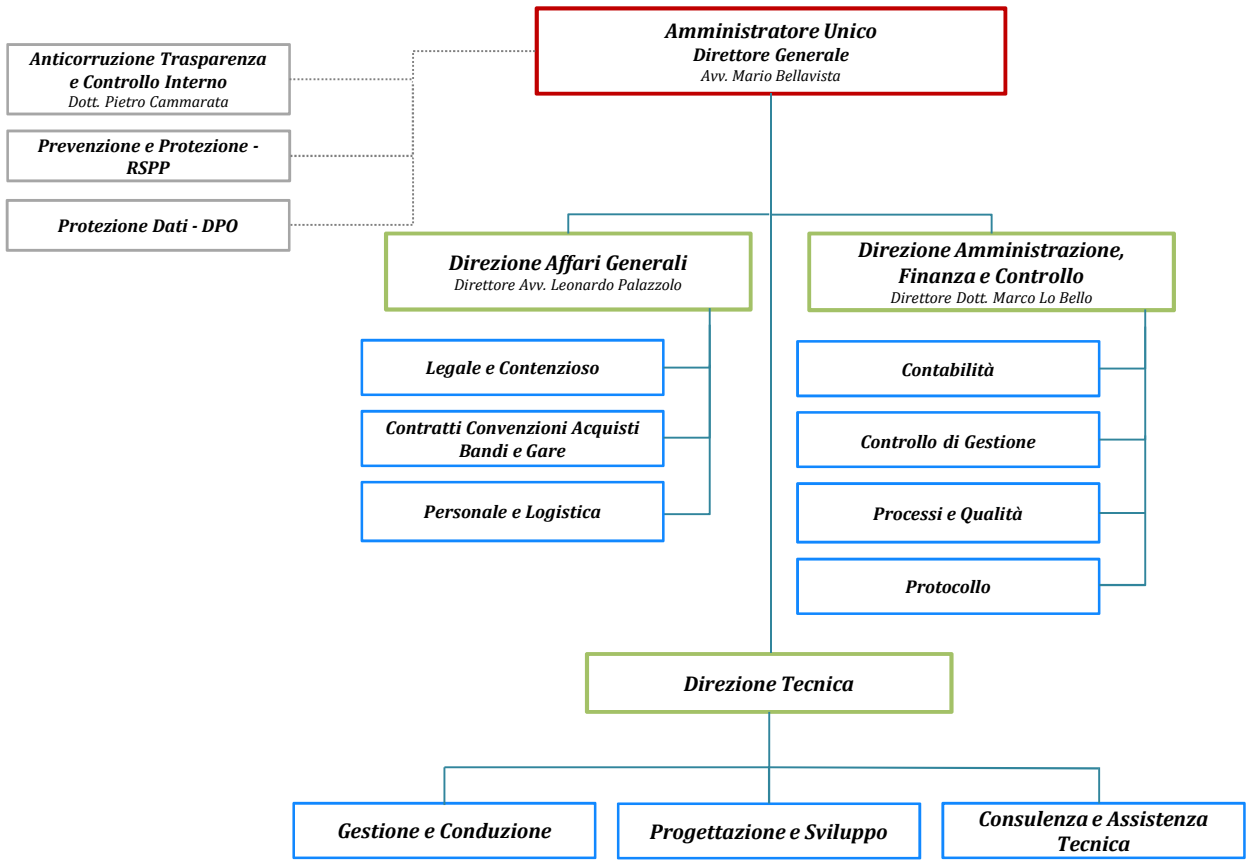 Amministratore Unico
Direttore Generale
Avv. Mario Bellavista
Anticorruzione Trasparenza
e Controllo Interno
Dott. Pietro Cammarata
Prevenzione e Protezione -
RSPP
Protezione Dati - DPO
Direzione Affari Generali
Direttore Avv. Leonardo Palazzolo
Direzione Amministrazione,
Finanza e Controllo
Direttore Dott. Marco Lo Bello
Legale e Contenzioso
Contratti Convenzioni Acquisti
Bandi e Gare
Personale e Logistica
Contabilità
Controllo di Gestione
Processi e Qualità
Protocollo
Direzione Tecnica
Gestione e Conduzione
Progettazione e Sviluppo
Consulenza e Assistenza
Tecnica